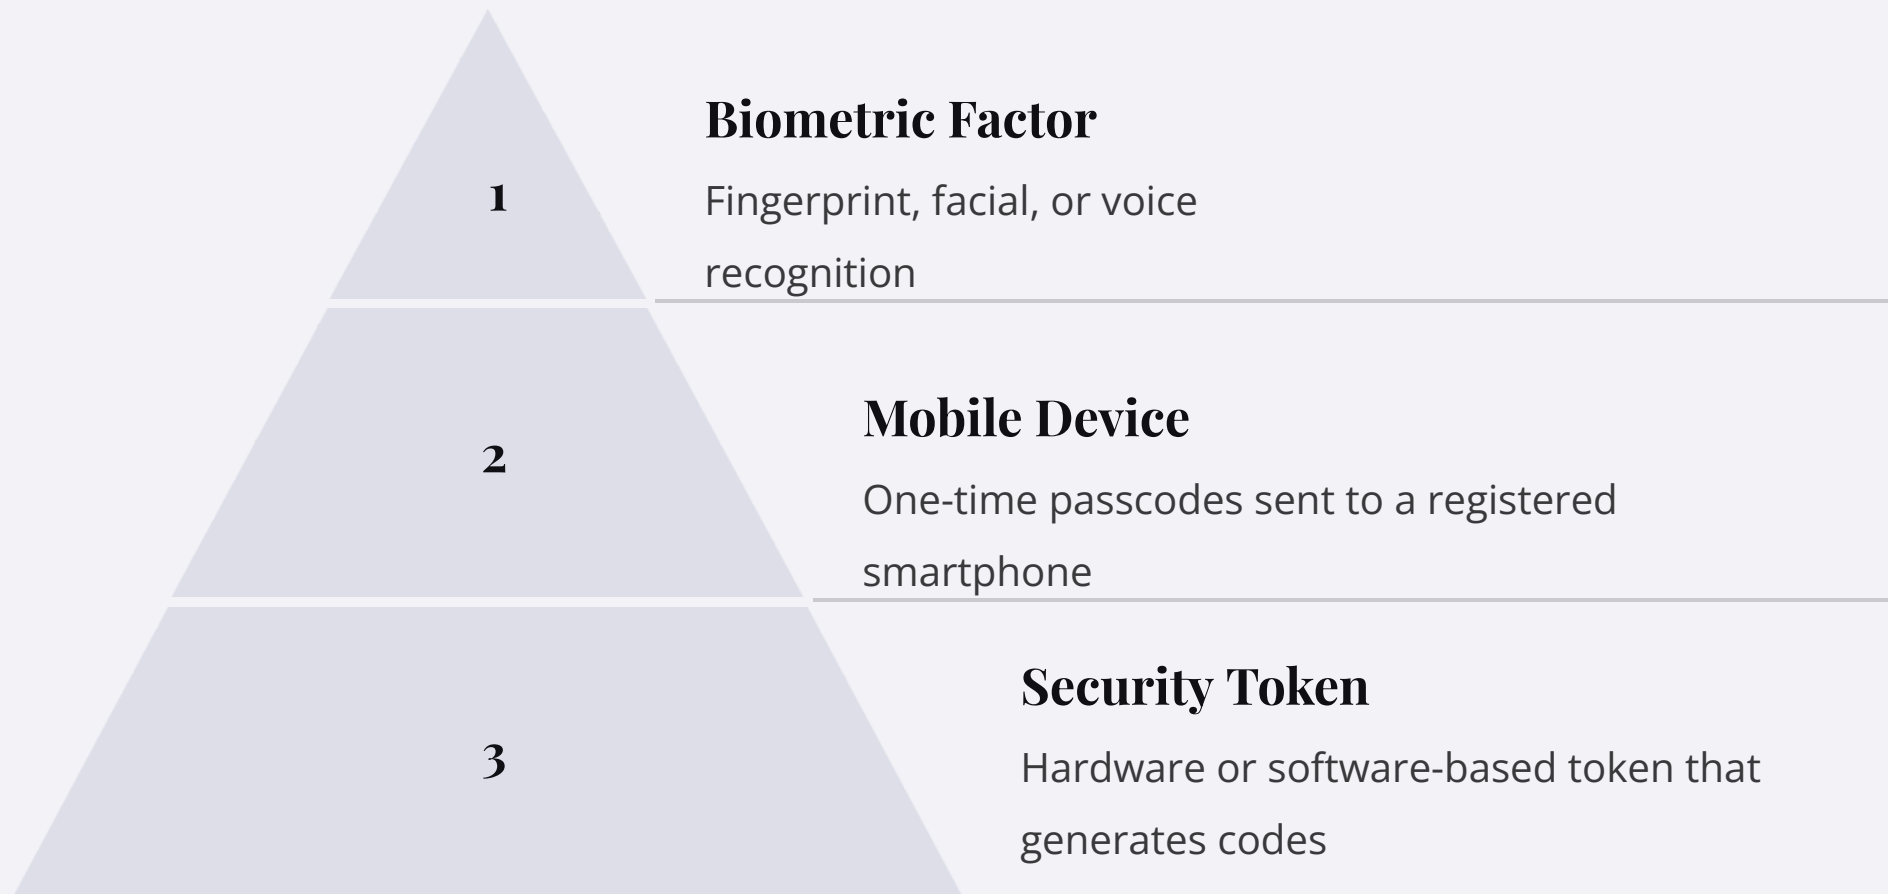 1
Biometric Factor
Fingerprint, facial, or voice
recognition
2
Mobile Device
One-time passcodes sent to a registered
smartphone
3
Security Token
Hardware or software-based token that
generates codes